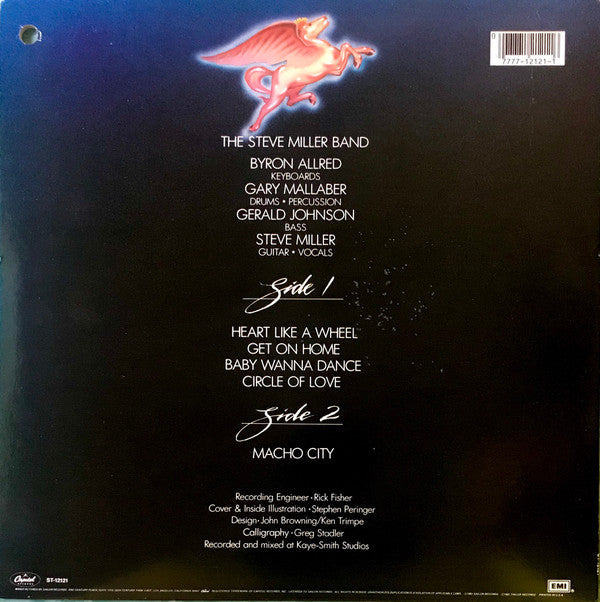 0
7777-12121-1
THE STEVE MILLER BAND
BYRON ALLRED
KEYBOARDS
GARY MALLABER
DRUMS • PERCUSSION
GERALD JOHNSON
BASS
STEVE MILLER
GUITAR • VOCALS
Side 1
HEART LIKE A WHEEL
GET ON HOME
BABY WANNA DANCE
CIRCLE OF LOVE
Side 2
MACHO CITY
Recording Engineer • Rick Fisher
Cover & Inside Illustration • Stephen Peringer
Design • John Browning/Ken Trimpe
Calligraphy • Greg Stadler
Recorded and mixed at Kaye-Smith Studios
Capitol
ST-12121
EMI